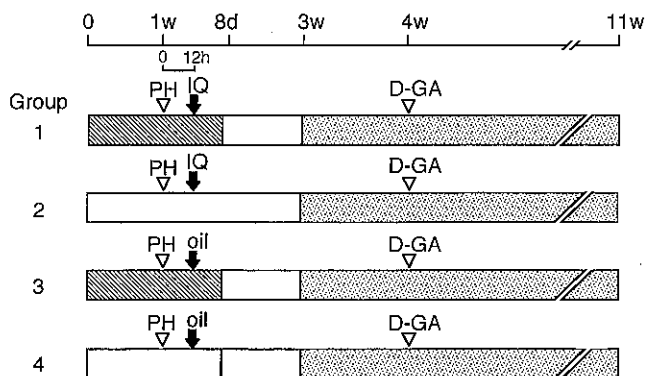 0 1w 8d 3w 4w 11w
0 12h
PH IQ D-GA
Group
1
PH IQ D-GA
2
PH oil D-GA
3
PH oil D-GA
4